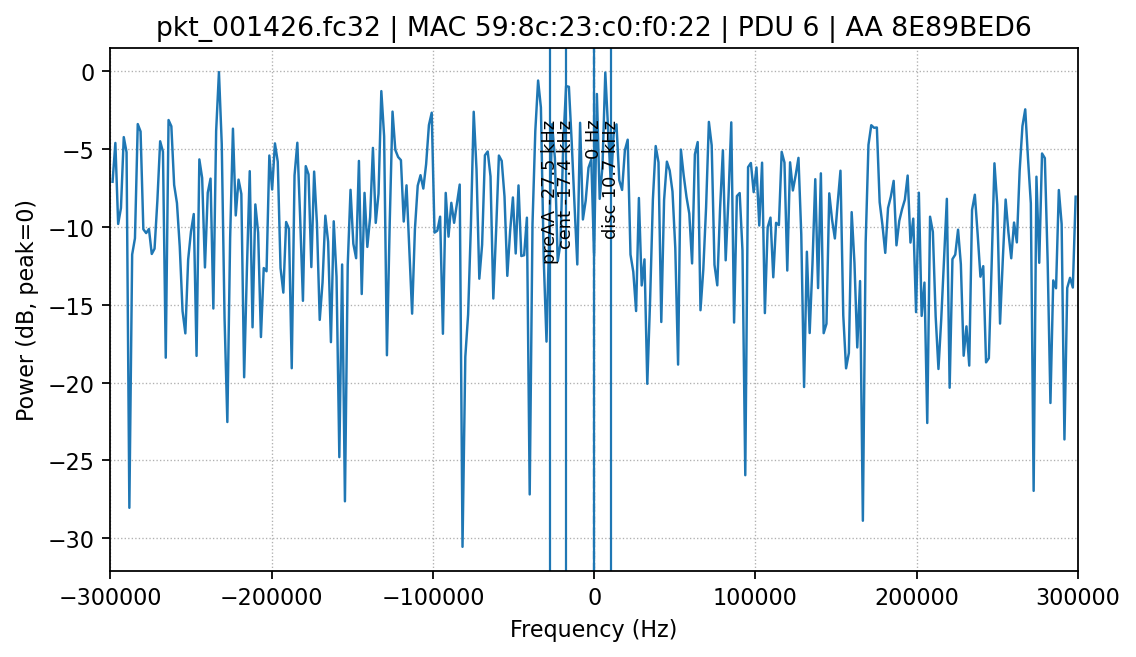 pkt_001426.fc32 | MAC 59:8c:23:c0:f0:22 | PDU 6 | AA 8E89BED6
Power (dB, peak=0)
0
−5
−10
−15
−20
−25
−30
preAA -27.5 kHz
cent -17.4 kHz
0 Hz
disc 10.7 kHz
−300000
−200000
−100000
0
100000
200000
300000
Frequency (Hz)